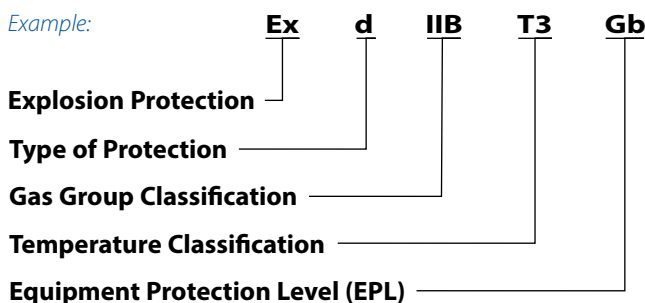 Example: Ex d IIB T3 Gb
Explosion Protection
Type of Protection
Gas Group Classification
Temperature Classification
Equipment Protection Level (EPL)